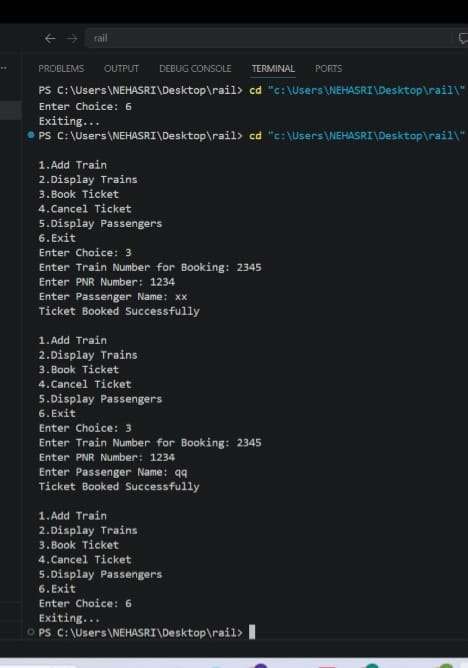 rail
PROBLEMS OUTPUT DEBUG CONSOLE TERMINAL PORTS
PS C:\Users\NEHASRI\Desktop\rail> cd "c:\Users\NEHASRI\Desktop\rail\"
Enter Choice: 6
Exiting...
PS C:\Users\NEHASRI\Desktop\rail> cd "c:\Users\NEHASRI\Desktop\rail\"
1.Add Train
2.Display Trains
3.Book Ticket
4.Cancel Ticket
5.Display Passengers
6.Exit
Enter Choice: 3
Enter Train Number for Booking: 2345
Enter PNR Number: 1234
Enter Passenger Name: xx
Ticket Booked Successfully
1.Add Train
2.Display Trains
3.Book Ticket
4.Cancel Ticket
5.Display Passengers
6.Exit
Enter Choice: 3
Enter Train Number for Booking: 2345
Enter PNR Number: 1234
Enter Passenger Name: qq
Ticket Booked Successfully
1.Add Train
2.Display Trains
3.Book Ticket
4.Cancel Ticket
5.Display Passengers
6.Exit
Enter Choice: 6
Exiting...
PS C:\Users\NEHASRI\Desktop\rail>